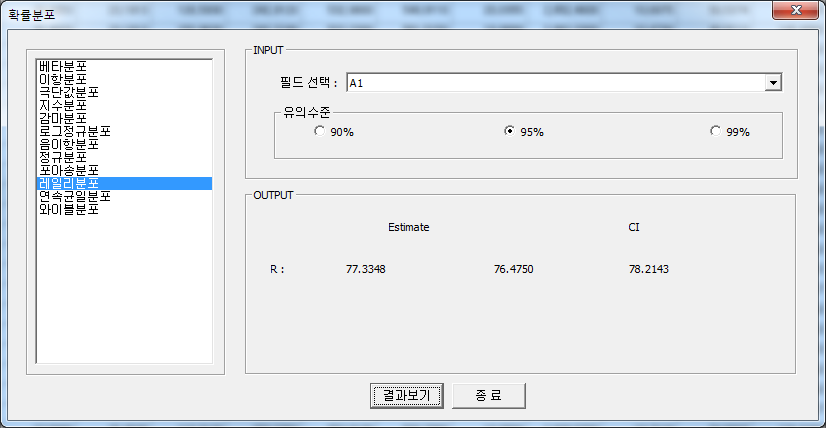 확률분포
베타분포
이항분포
극단값분포
지수분포
감마분포
로그정규분포
음이항분포
정규분포
포아송분포
레일리분포
연속균일분포
와이블분포
INPUT
필드 선택 : A1
유의수준
90% 95% 99%
OUTPUT
Estimate CI
R : 77.3348 76.4750 78.2143
결과보기 종 료